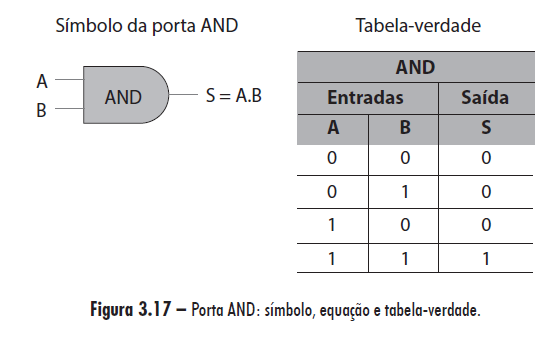 Símbolo da porta AND
A
B
AND
S = A.B
Tabela-verdade
AND
Entradas Saída
A B S
0 0 0
0 1 0
1 0 0
1 1 1
Figura 3.17 – Porta AND: símbolo, equação e tabela-verdade.